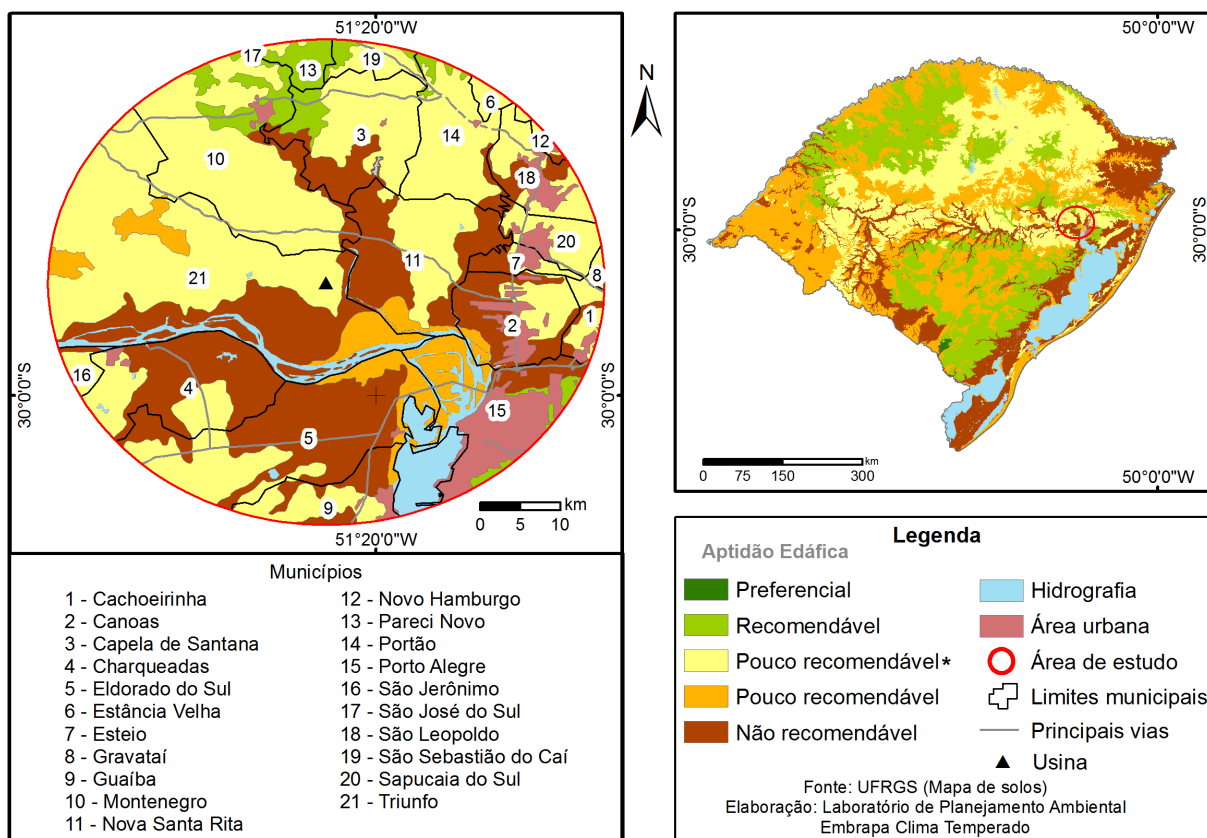 51°20'0"W
17
13
19
6
3
14
12
10
18
20
8
11
7
21
1
2
16
4
15
5
9
km
0 5 10
30°0'0"S
30°0'0"S
51°20'0"W
N
50°0'0"W
30°0'0"S
30°0'0"S
km
0 75 150 300
50°0'0"W
Municípios
1 - Cachoeirinha
2 - Canoas
3 - Capela de Santana
4 - Charqueadas
5 - Eldorado do Sul
6 - Estância Velha
7 - Esteio
8 - Gravataí
9 - Guaíba
10 - Montenegro
11 - Nova Santa Rita
12 - Novo Hamburgo
13 - Pareci Novo
14 - Portão
15 - Porto Alegre
16 - São Jerônimo
17 - São José do Sul
18 - São Leopoldo
19 - São Sebastião do Caí
20 - Sapucaia do Sul
21 - Triunfo
Legenda
Aptidão Edáfica
Preferencial
Recomendável
Pouco recomendável*
Pouco recomendável
Não recomendável
Hidrografia
Área urbana
Área de estudo
Limites municipais
Principais vias
Usina
Fonte: UFRGS (Mapa de solos)
Elaboração: Laboratório de Planejamento Ambiental
Embrapa Clima Temperado